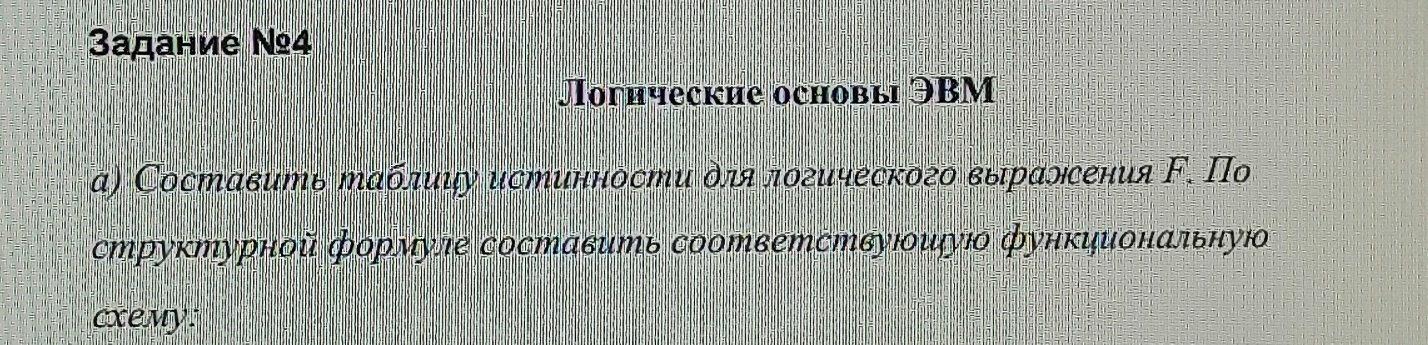 Задание №4
Логические основы ЭВМ
а) Составить таблицу истинности для логического выражения F. По
структурной формуле составить соответствующую функциональную
схему: